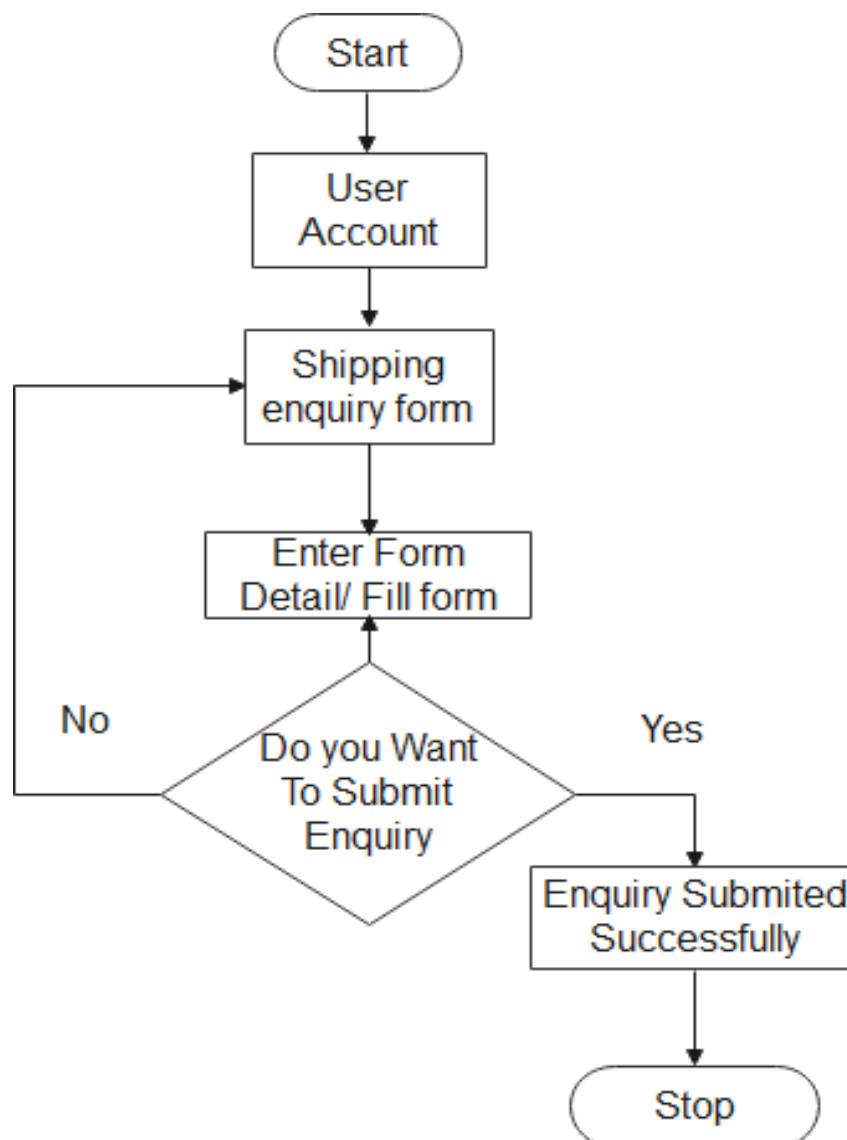 Start
User
Account
Shipping
enquiry form
Enter Form
Detail/ Fill form
No
Yes
Do you Want
To Submit
Enquiry
Enquiry Submited
Successfully
Stop